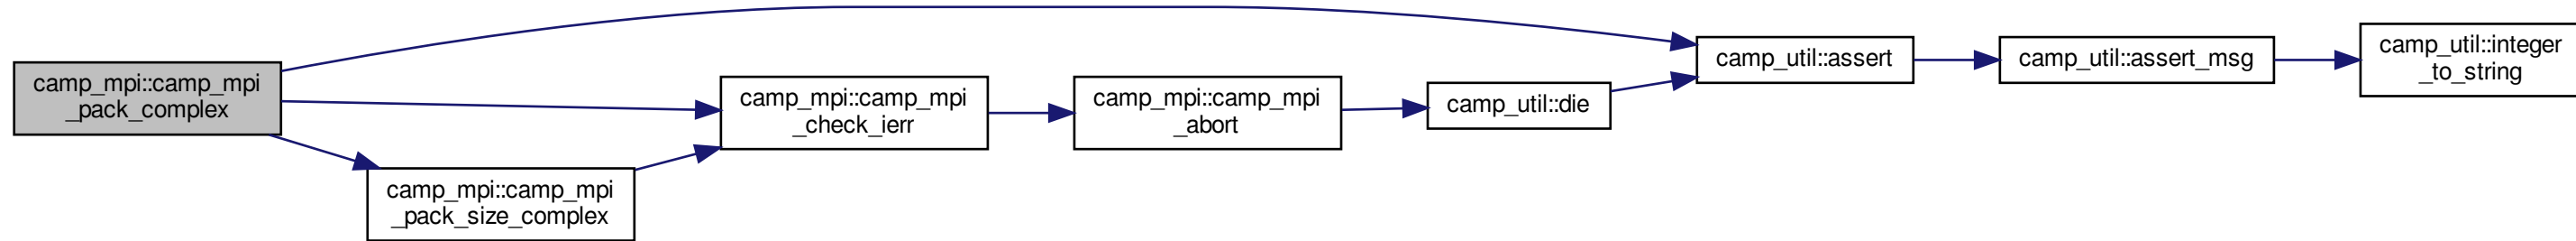 camp_mpi::camp_mpi
_pack_complex
camp_mpi::camp_mpi
_check_ierr
camp_mpi::camp_mpi
_pack_size_complex
camp_mpi::camp_mpi
_abort
camp_util::die
camp_util::assert
camp_util::assert_msg
camp_util::integer
_to_string